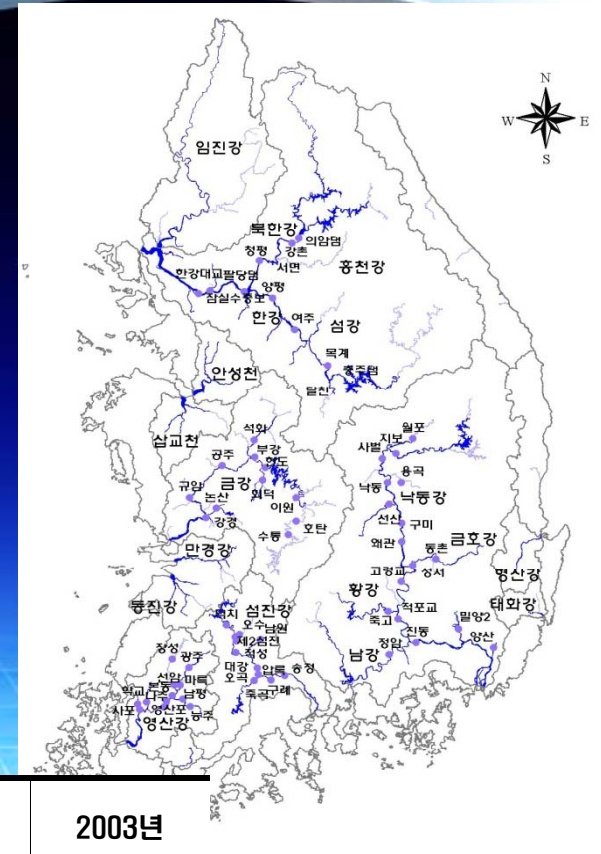 N
W E
S
임진강
북한강
의암댐
강촌
청평
서면
홍천강
한강대교 팔당댐
잠실수중보
양평
한강
여주
섬강
목계
충주댐
달천
안성천
삽교천
석화
공주
부강
금강
규암
논산
강경
이원
호탄
수통
만경강
동진강
월포
지보
사벌
용곡
낙동
낙동강
선산
구미
왜관
금호강
동촌
고령교
성서
황강
적포교
죽고
밀양2
진동
양산
정암
남강
태화강
섬진강
오수
남원
적성
대강
오곡
압록
송정
구례
죽곡
장성
광주
선암
마륵
남평
나주
학교
사포
영산포
능주
영산강
2003년